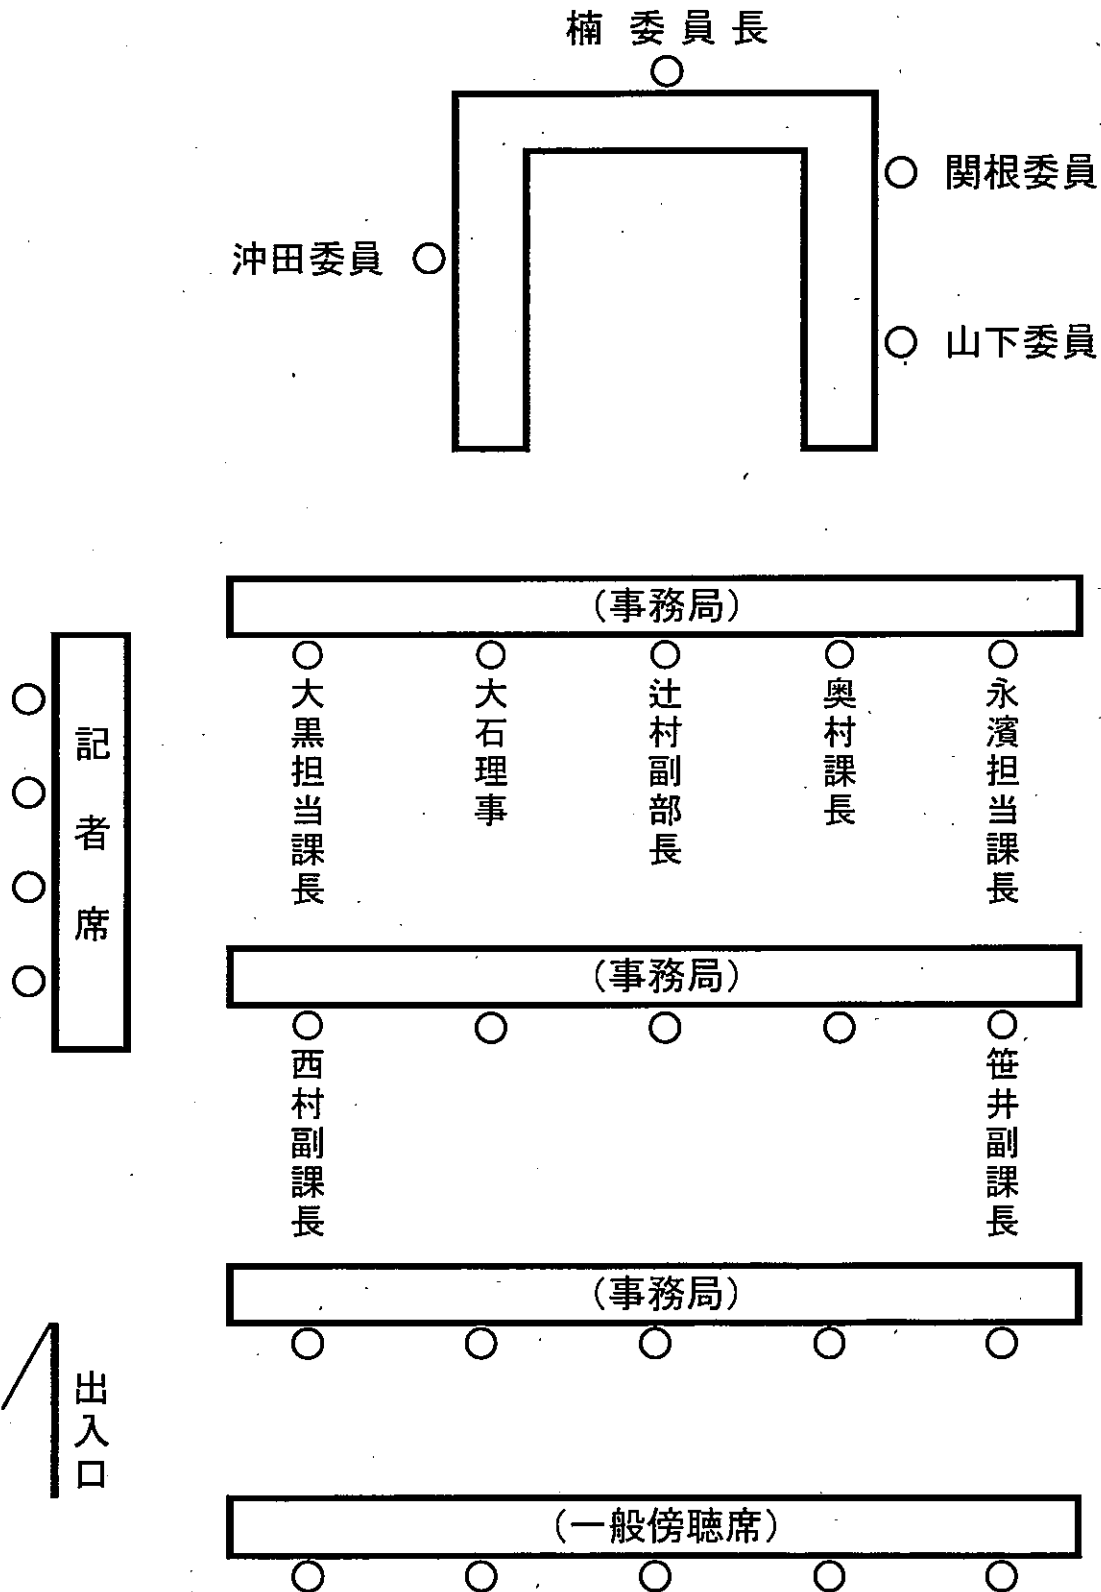 楠 委 員 長
関根委員
沖田委員
山下委員
(事務局)
大黒担当課長
大石理事
辻村副部長
奥村課長
永濱担当課長
記者席
(事務局)
西村副課長
笹井副課長
(事務局)
出入口
(一般傍聴席)